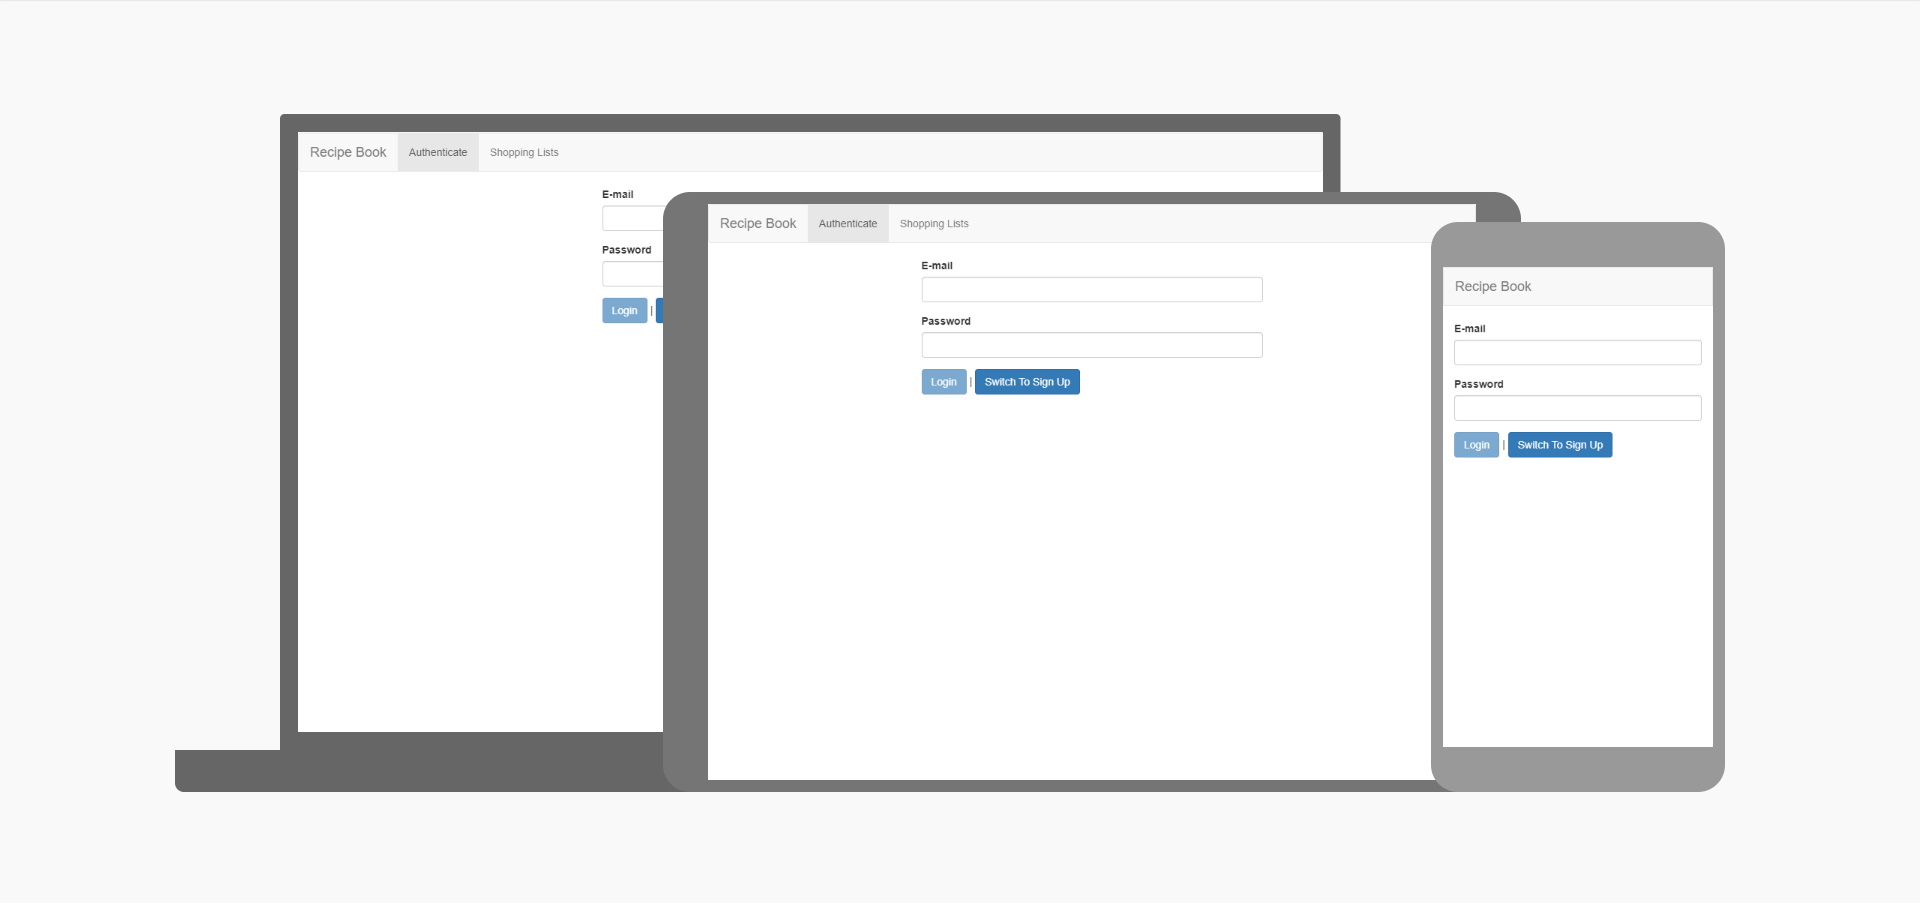 Recipe Book Authenticate Shopping Lists
E-mail
Password
Login |
Recipe Book Authenticate Shopping Lists
E-mail
Password
Login | Switch To Sign Up
Recipe Book
E-mail
Password
Login | Switch To Sign Up